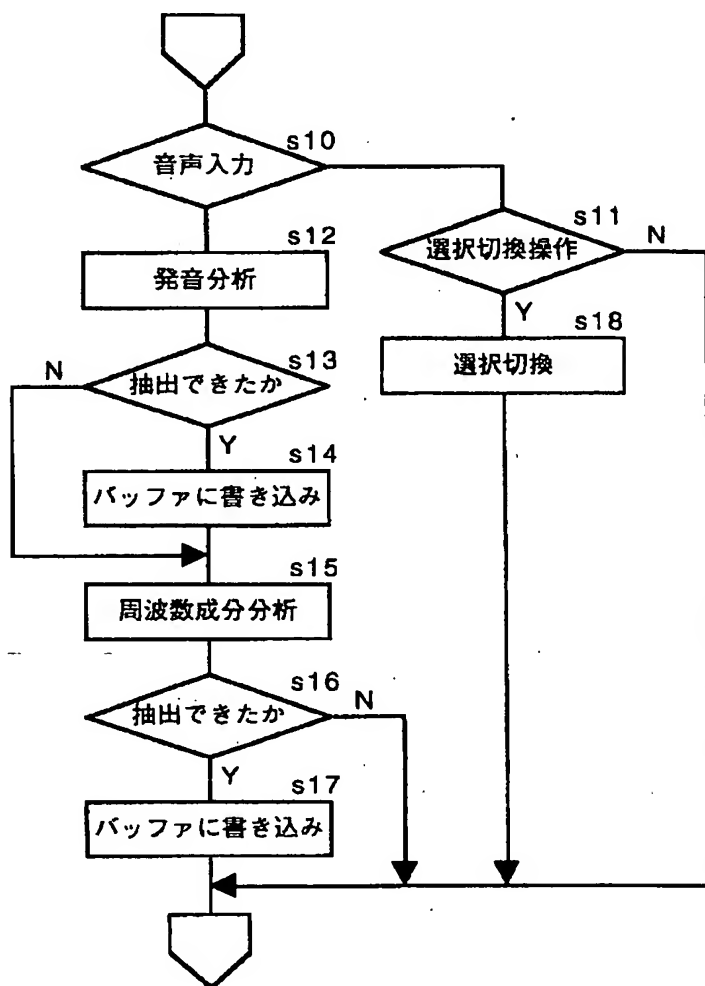 s10
音声入力
s11
選択切換操作
N
s12
発音分析
Y
s18
選択切換
s13
N
抽出できたか
Y
s14
バッファに書き込み
s15
周波数成分分析
s16
N
抽出できたか
Y
s17
バッファに書き込み